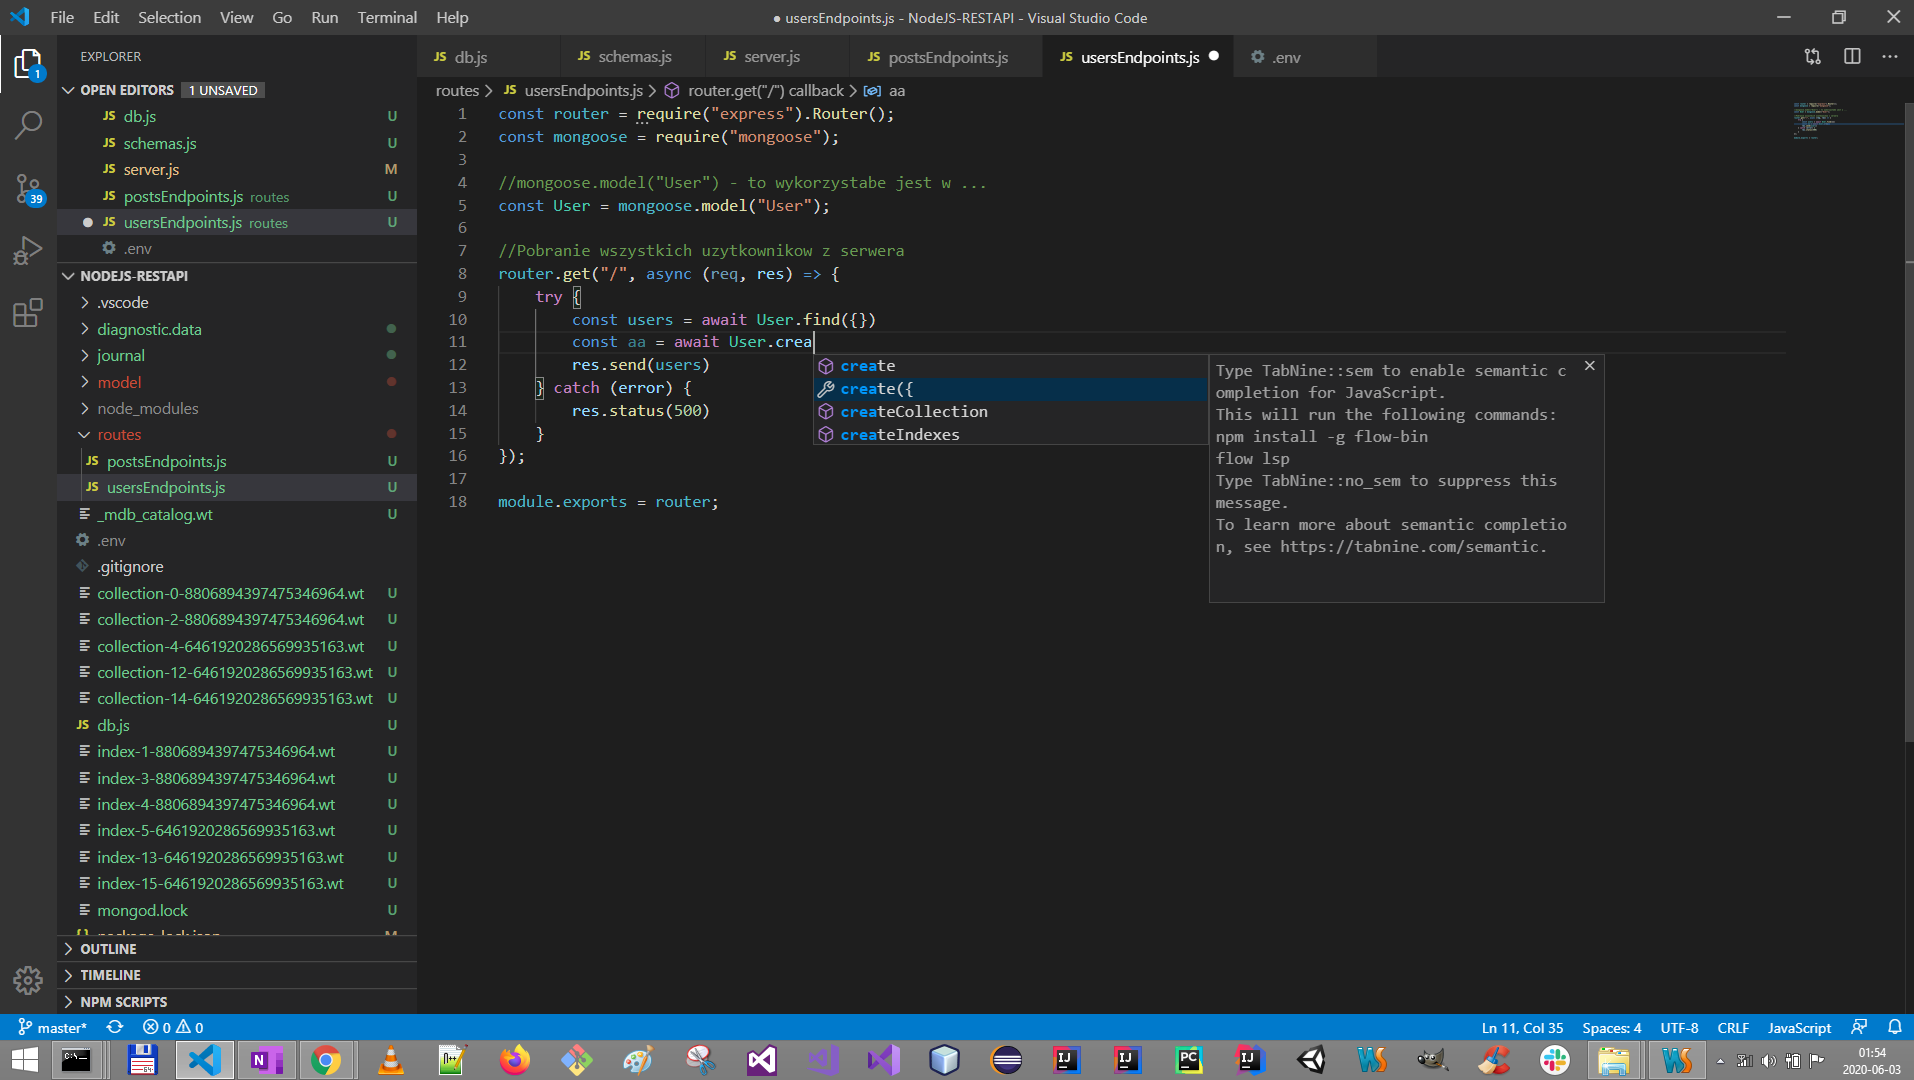 File Edit Selection View Go Run Terminal Help
● usersEndpoints.js - NodeJS-RESTAPI - Visual Studio Code
EXPLORER
OPEN EDITORS 1 UNSAVED
JS db.js U
JS schemas.js U
JS server.js M
JS postsEndpoints.js routes U
JS usersEndpoints.js routes U
.env
NODEJS-RESTAPI
.vscode
diagnostic.data
journal
model
node_modules
routes
JS postsEndpoints.js U
JS usersEndpoints.js U
_mdb_catalog.wt U
.env
.gitignore
collection-0-8806894397475346964.wt U
collection-2-8806894397475346964.wt U
collection-4-6461920286569935163.wt U
collection-12-6461920286569935163.wt U
collection-14-6461920286569935163.wt U
JS db.js U
index-1-8806894397475346964.wt U
index-3-8806894397475346964.wt U
index-4-8806894397475346964.wt U
index-5-6461920286569935163.wt U
index-13-6461920286569935163.wt U
index-15-6461920286569935163.wt U
mongod.lock U
OUTLINE
TIMELINE
NPM SCRIPTS
1
39
JS db.js JS schemas.js JS server.js JS postsEndpoints.js JS usersEndpoints.js .env
routes > JS usersEndpoints.js > router.get("/") callback > aa
1 const router = require("express").Router();
2 const mongoose = require("mongoose");
3
4 //mongoose.model("User") - to wykorzystabe jest w ...
5 const User = mongoose.model("User");
6
7 //Pobranie wszystkich uzytkownikow z serwera
8 router.get("/", async (req, res) => {
9 try {
10 const users = await User.find({})
11 const aa = await User.crea
12 res.send(users)
13 } catch (error) {
14 res.status(500)
15 }
16 });
17
18 module.exports = router;
create
create({
createCollection
createIndexes
Type TabNine::sem to enable semantic c
ompletion for JavaScript.
This will run the following commands:
npm install -g flow-bin
flow lsp
Type TabNine::no_sem to suppress this
message.
To learn more about semantic completio
n, see https://tabnine.com/semantic.
master* 0 0
Ln 11, Col 35 Spaces: 4 UTF-8 CRLF JavaScript
01:54
2020-06-03